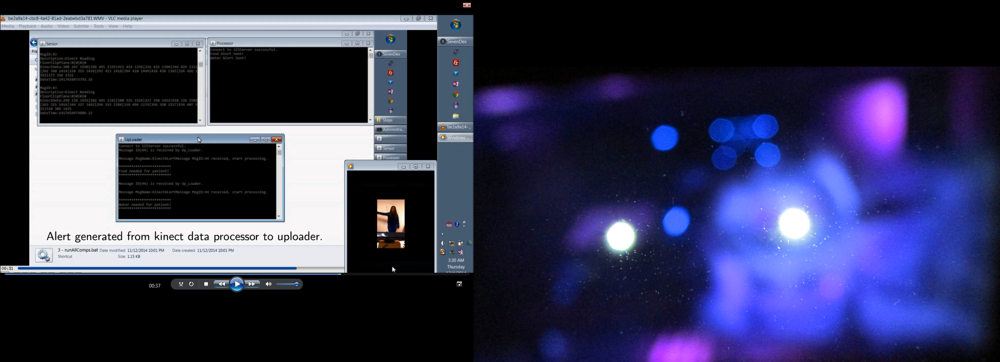 be2a9a14-cbc8-4a42-81ad-2eabebd3a781.WMV - VLC media player
Media Playback Audio Video Subtitle Tools View Help
File
Sensor
MsgID:43
Description:Kinect Reading
FloorClipPlane:0|0|0|0
KinectData:300 247 1590|186 495 1329|413 414 1396|226 425 1390|344 429 1313
|262 360 1414|338 355 1428|292 413 1418|394 410 1449|438 438 1365|324 456 1
393|373 396 1315
DateTime:1417658473792.16
MsgID:43
Description:Kinect Reading
FloorClipPlane:0|0|0|0
KinectData:298 238 1592|202 465 1341|500 325 1524|227 390 1422|410 336 1502
|263 321 1456|344 327 1462|296 393 1386|339 494 1174|396 350 1517|434 607 9
21|510 309 1475
DateTime:1417658474806.22
Processor
Connect to SISServer successful.
Food Alert Sent!
Water Alert Sent!
UpLoader
Connect to SISServer successful.
Message ID(44) is received by Up_Loader.
Message MsgName:KinectALertMessage MsgID:44 received, start processing.
*************************
Food needed for patient!
*************************
Message ID(44) is received by Up_Loader.
Message MsgName:KinectALertMessage MsgID:44 received, start processing.
*************************
Water needed for patient!
*************************
Alert generated from kinect data processor to uploader.
3 - runAllComps.bat Date modified: 11/12/2014 10:01 PM Date created: 11/12/2014 10:01 PM
Shortcut Size: 1.15 KB
00:31
SevenDex
Steps
Administra...
Sensor
Processor
SevenDex
be2a9a14-...
Windows ...
3:30 AM
Thursday
00:37